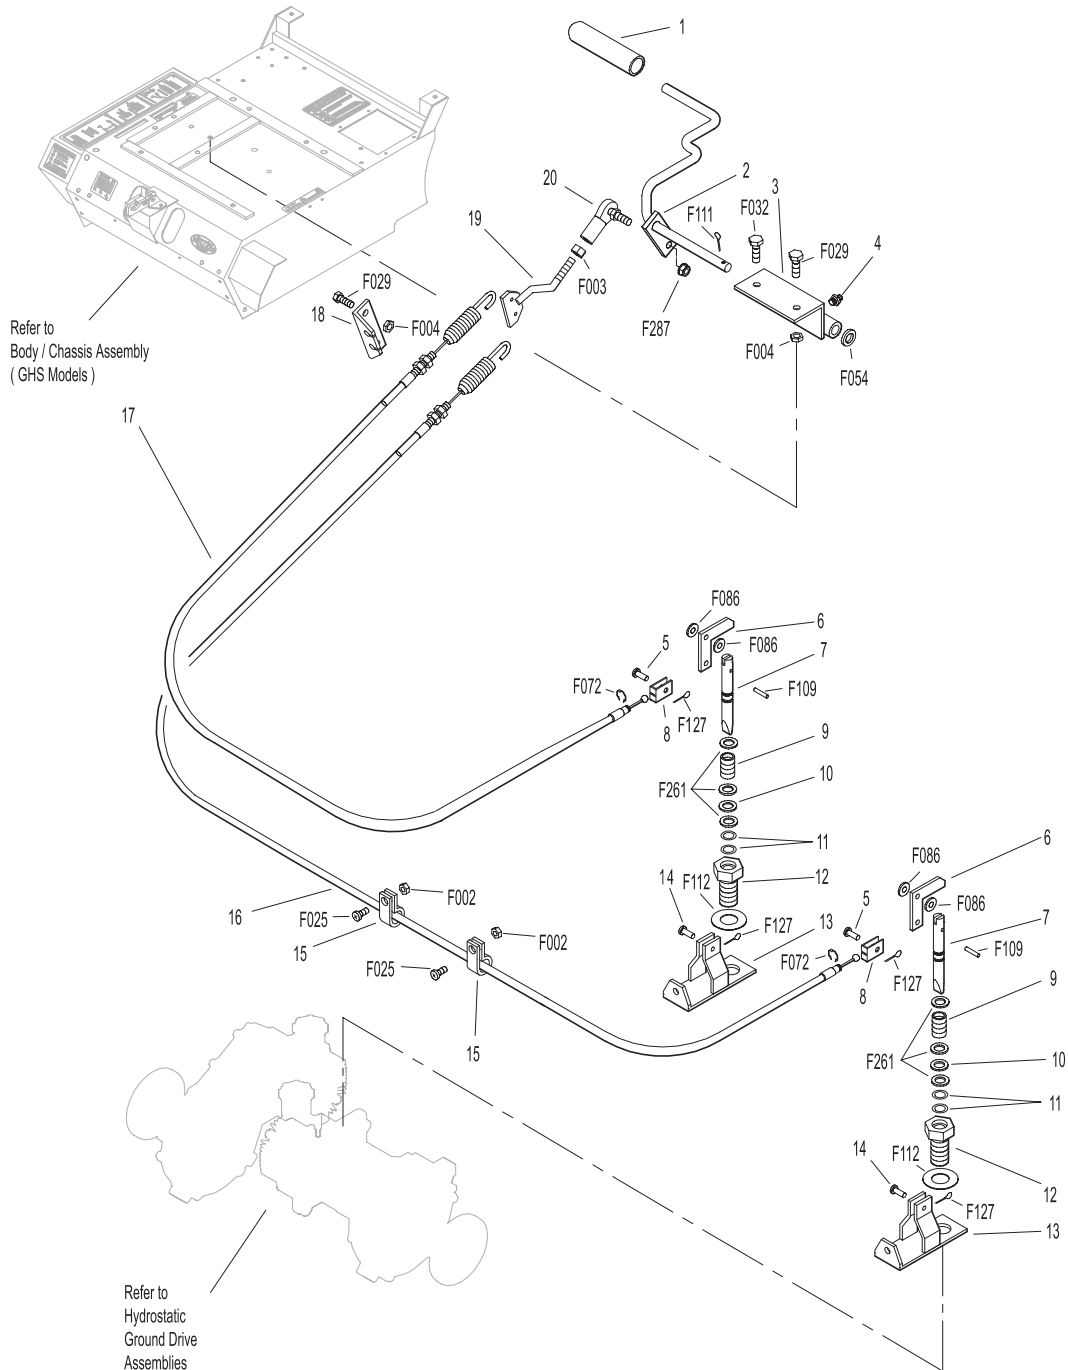 1
20
2
3
F111
F032
19
4
F029
F003
F029
F287
18
F004
F004
F054
Refer to
Body / Chassis Assembly
( GHS Models )
17
F086
6
5
F086
7
F072
F109
F127
8
9
10
F261
11
6
F086
12
14
F112
F002
16
F025
5
F086
7
15
F127
13
F002
F072
F109
F025
8
F127
9
15
F261
10
11
14
F112
12
F127
13
Refer to
Hydrostatic
Ground Drive
Assemblies